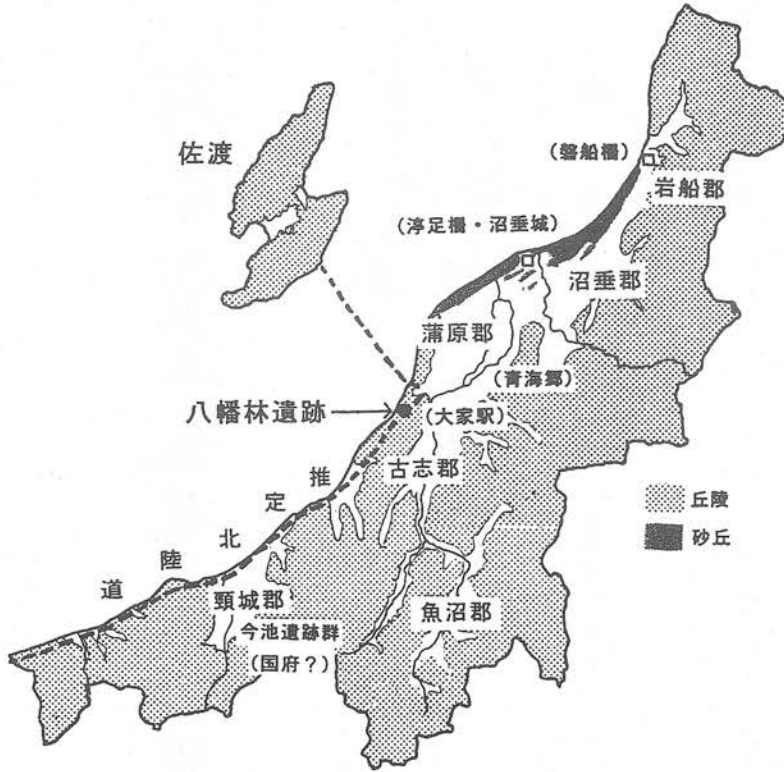 佐渡
(磐船柵)
岩船郡
(渟足柵・沼垂城)
沼垂郡
蒲原郡
(青海郷)
八幡林遺跡
(大家駅)
古志郡
推定北陸道
丘陵
砂丘
頸城郡
魚沼郡
今池遺跡群
(国府?)